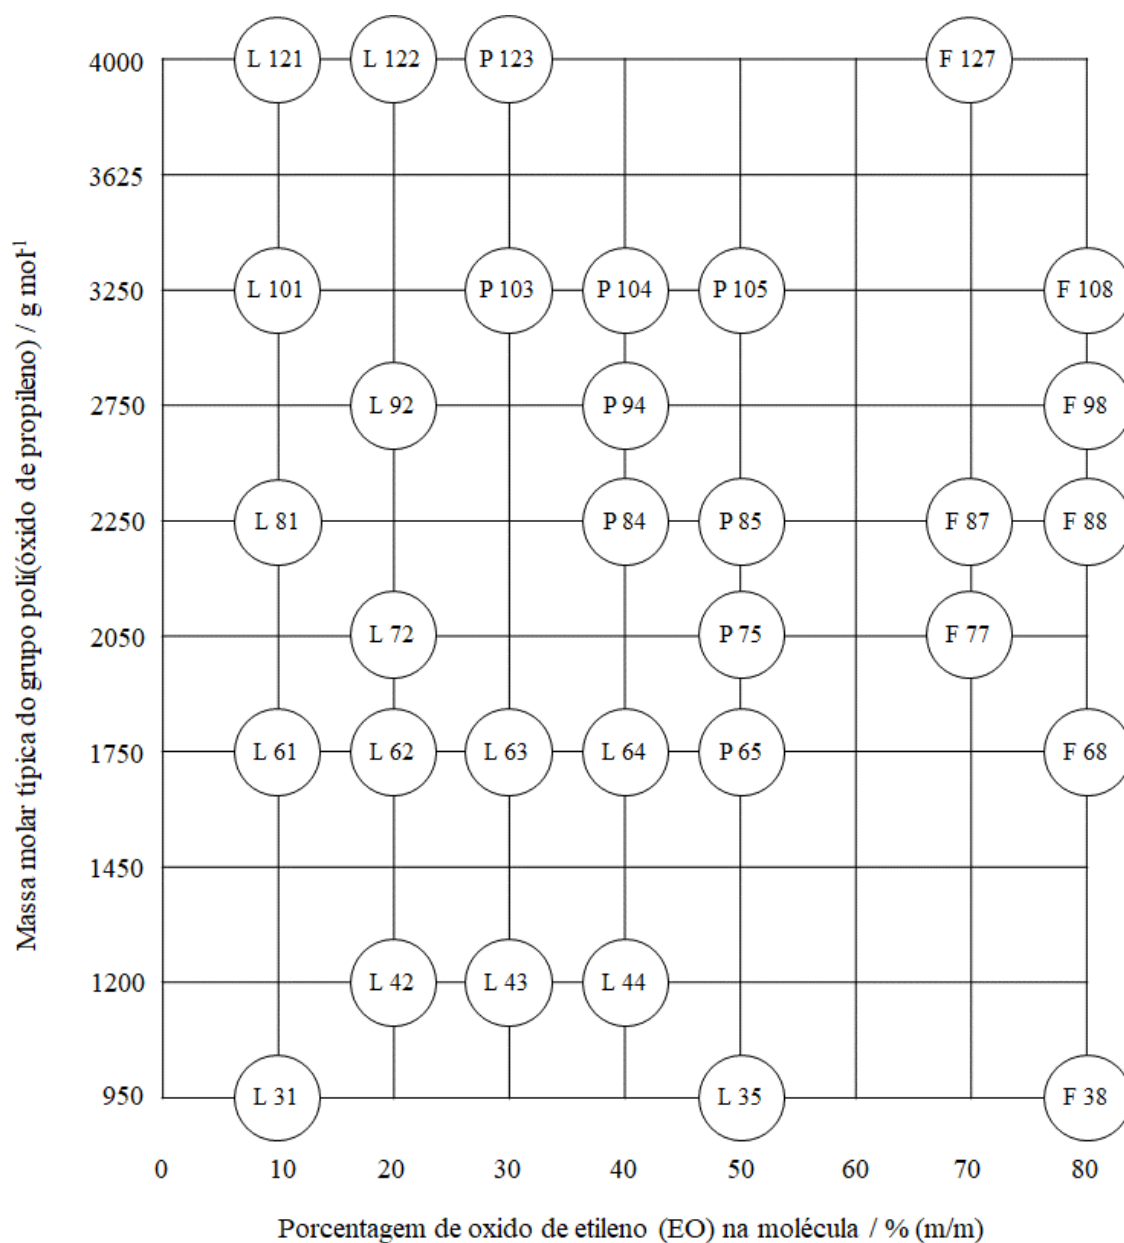 4000 L 121 L 122 P 123 F 127
3625
3250 L 101 P 103 P 104 P 105 F 108
2750 L 92 P 94 F 98
2250 L 81 P 84 P 85 F 87 F 88
2050 L 72 P 75 F 77
1750 L 61 L 62 L 63 L 64 P 65 F 68
1450
1200 L 42 L 43 L 44
950 L 31 L 35 F 38
0 10 20 30 40 50 60 70 80
Massa molar típica do grupo poli(óxido de propileno) / g mol-1
Porcentagem de oxido de etileno (EO) na molécula / % (m/m)